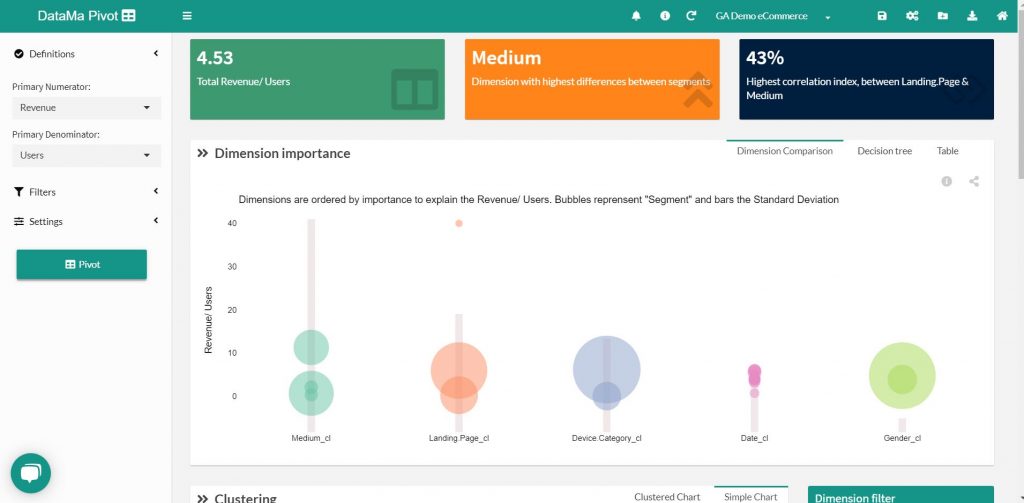 DataMa Pivot
GA Demo eCommerce
Definitions
Primary Numerator:
Revenue
Primary Denominator:
Users
Filters
Settings
Pivot
4.53
Total Revenue/ Users
Medium
Dimension with highest differences between segments
43%
Highest correlation index, between Landing.Page &
Medium
Dimension importance
Dimension Comparison
Decision tree
Table
Dimensions are ordered by importance to explain the Revenue/ Users. Bubbles reprensent "Segment" and bars the Standard Deviation
Revenue/ Users
40
30
20
10
0
Medium_cl
Landing.Page_cl
Device.Category_cl
Date_cl
Gender_cl
Clustering
Clustered Chart
Simple Chart
Dimension filter